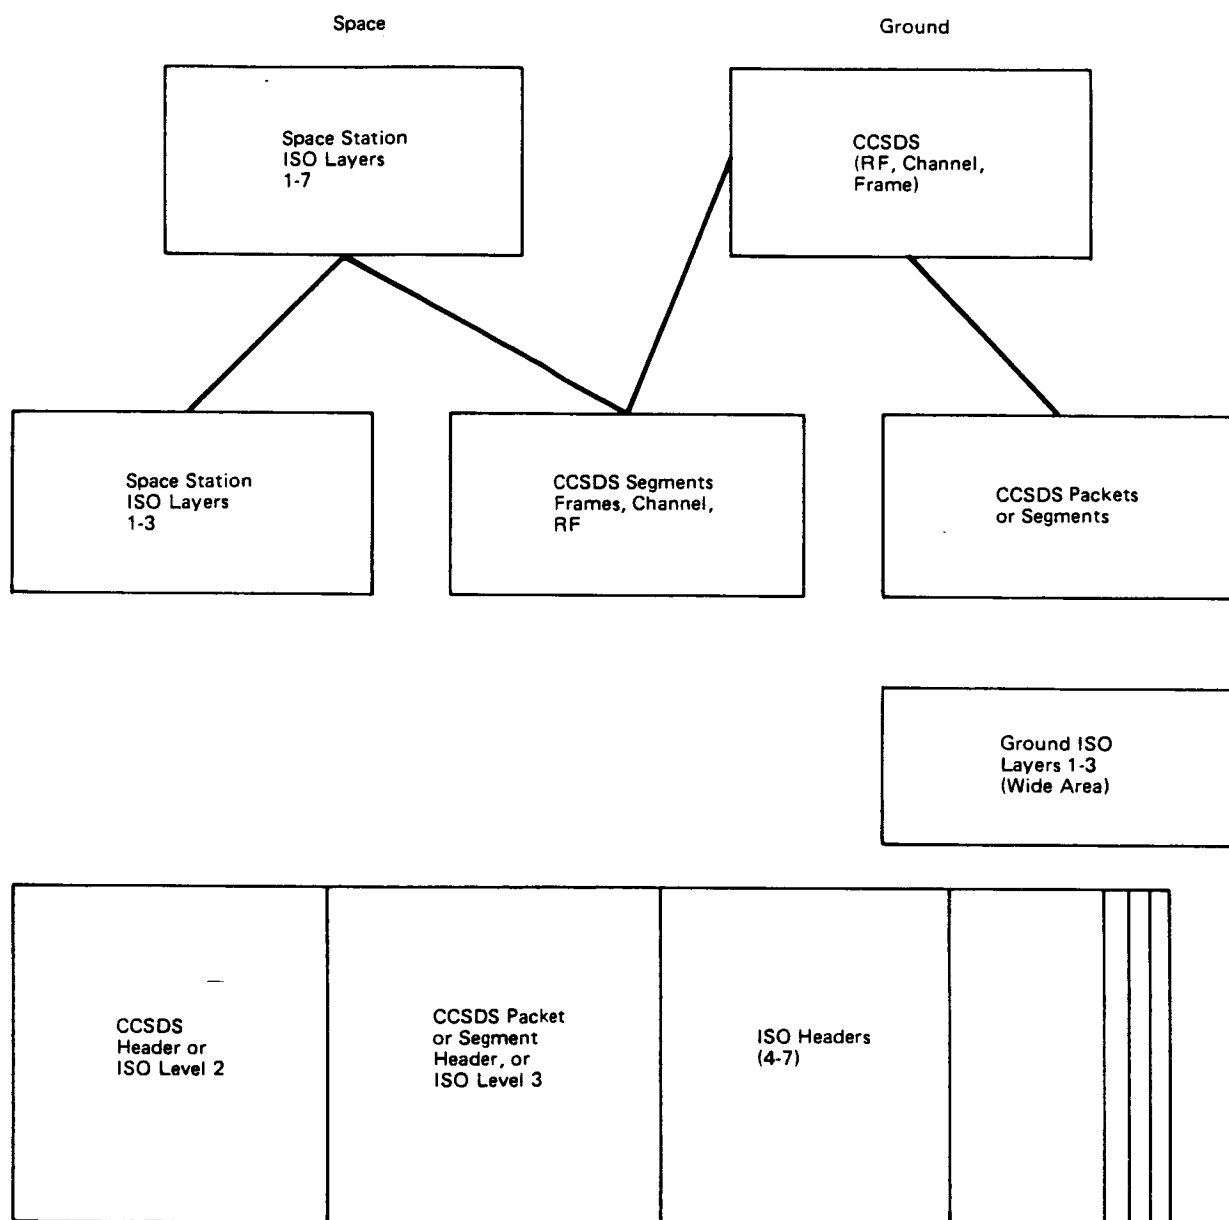 Space
Ground
Space Station
ISO Layers
1-7
CCSDS
(RF, Channel,
Frame)
Space Station
ISO Layers
1-3
CCSDS Segments
Frames, Channel,
RF
CCSDS Packets
or Segments
Ground ISO
Layers 1-3
(Wide Area)
CCSDS
Header or
ISO Level 2
CCSDS Packet
or Segment
Header, or
ISO Level 3
ISO Headers
(4-7)